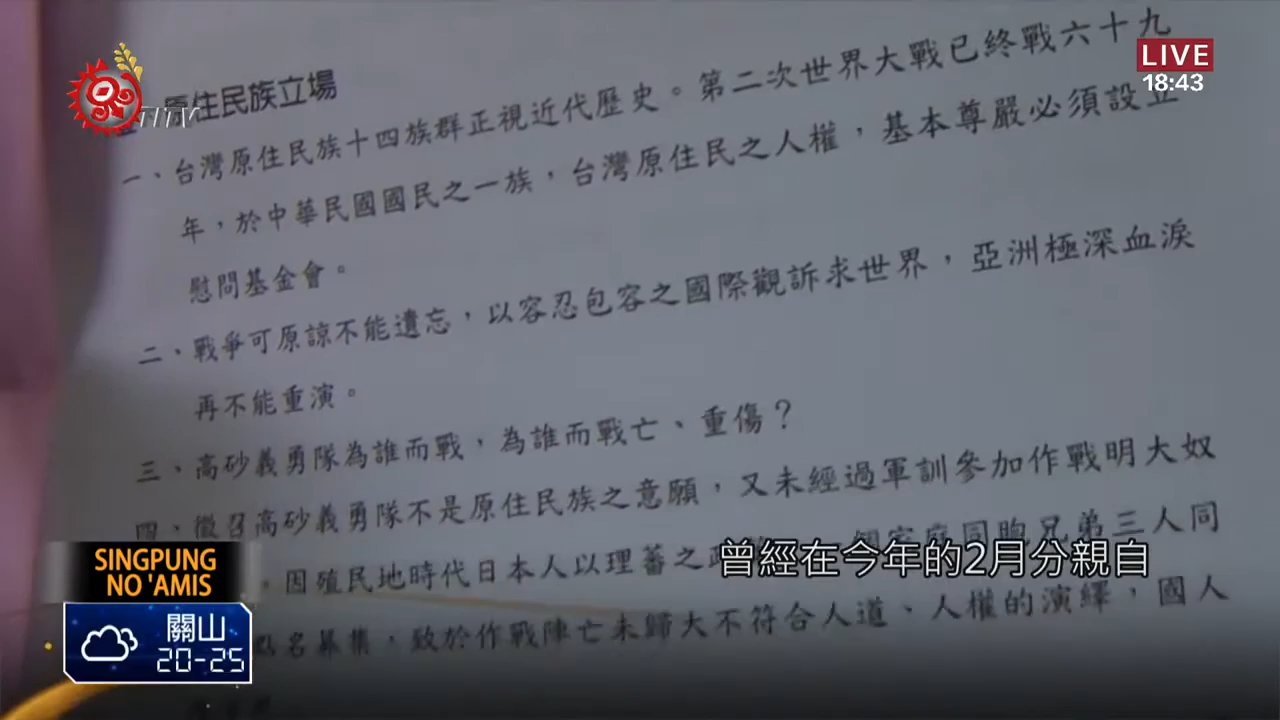 LIVE
18:43
TITV
原住民族立場
一、台灣原住民族十四族群正視近代歷史。第二次世界大戰已終戰六十九
年，於中華民國國民之一族，台灣原住民之人權，基本尊嚴必須設立
慰問基金會。
二、戰爭可原諒不能遺忘，以容忍包容之國際觀訴求世界，亞洲極深血淚
再不能重演。
三、高砂義勇隊為誰而戰，為誰而戰亡、重傷？
四、徵召高砂義勇隊不是原住民族之意願，又未經過軍訓參加作戰明大奴
因殖民地時代日本人以理蕃之政 家庭同胞兄弟三人同
點名募集，致於作戰陣亡未歸大不符合人道、人權的演繹，國人
曾經在今年的2月分親自
SINGPUNG
NO 'AMIS
關山
20-25